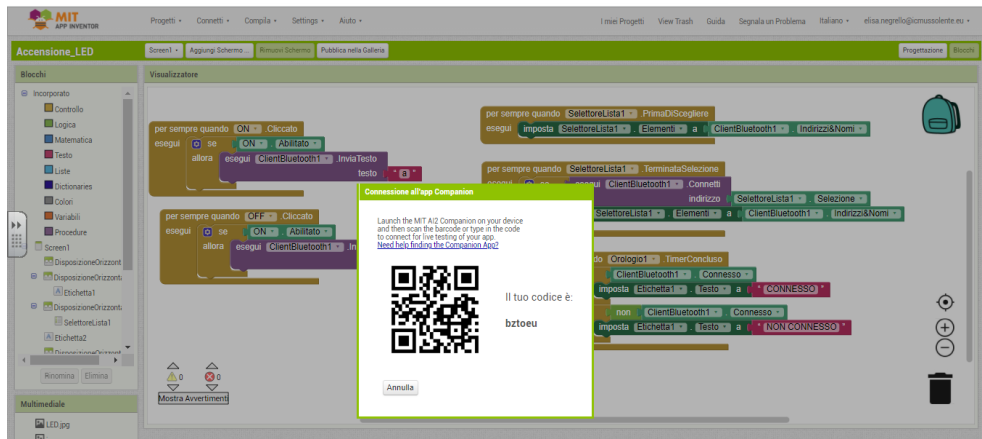 MIT
APP INVENTOR
Progetti
Connetti
Compila
Settings
Aiuto
I miei Progetti
View Trash
Guida
Segnala un Problema
Italiano
elisa.negrello@icmussolente.eu
Accensione_LED
Screen1
Aggiungi Schermo ...
Rimuovi Schermo
Pubblica nella Galleria
Progettazione
Blocchi
Blocchi
Visualizzatore
Incorporato
Controllo
Logica
Matematica
Testo
Liste
Dictionaries
Colori
Variabili
Procedure
Screen1
DisposizioneOrizzont
DisposizioneOrizzonta
Etichetta1
DisposizioneOrizzonta
SelettoreLista1
Etichetta2
Rinomina
Elimina
Multimediale
LED.jpg
per sempre quando ON .Cliccato
esegui se ON . Abilitato
allora esegui ClientBluetooth1 .InviaTesto
testo " a "
per sempre quando OFF .Cliccato
esegui se ON . Abilitato
allora esegui ClientBluetooth1 .In
0 0
Mostra Avvertimenti
per sempre quando SelettoreLista1 .PrimaDiScegliere
esegui imposta SelettoreLista1 . Elementi a ClientBluetooth1 . Indirizzi&Nomi
per sempre quando SelettoreLista1 .TerminataSelezione
ClientBluetooth1 .Connetti
indirizzo SelettoreLista1 . Selezione
SelettoreLista1 . Elementi a ClientBluetooth1 . Indirizzi&Nomi
Orologio1 .TimerConcluso
ClientBluetooth1 . Connesso
imposta Etichetta1 . Testo a " CONNESSO) "
non ClientBluetooth1 . Connesso
imposta Etichetta1 . Testo a " NON CONNESSO) "
Connessione all'app Companion
Launch the MIT AI2 Companion on your device
and then scan the barcode or type in the code
to connect for live testing of your app.
Need help finding the Companion App?
Il tuo codice è:
bztoeu
Annulla